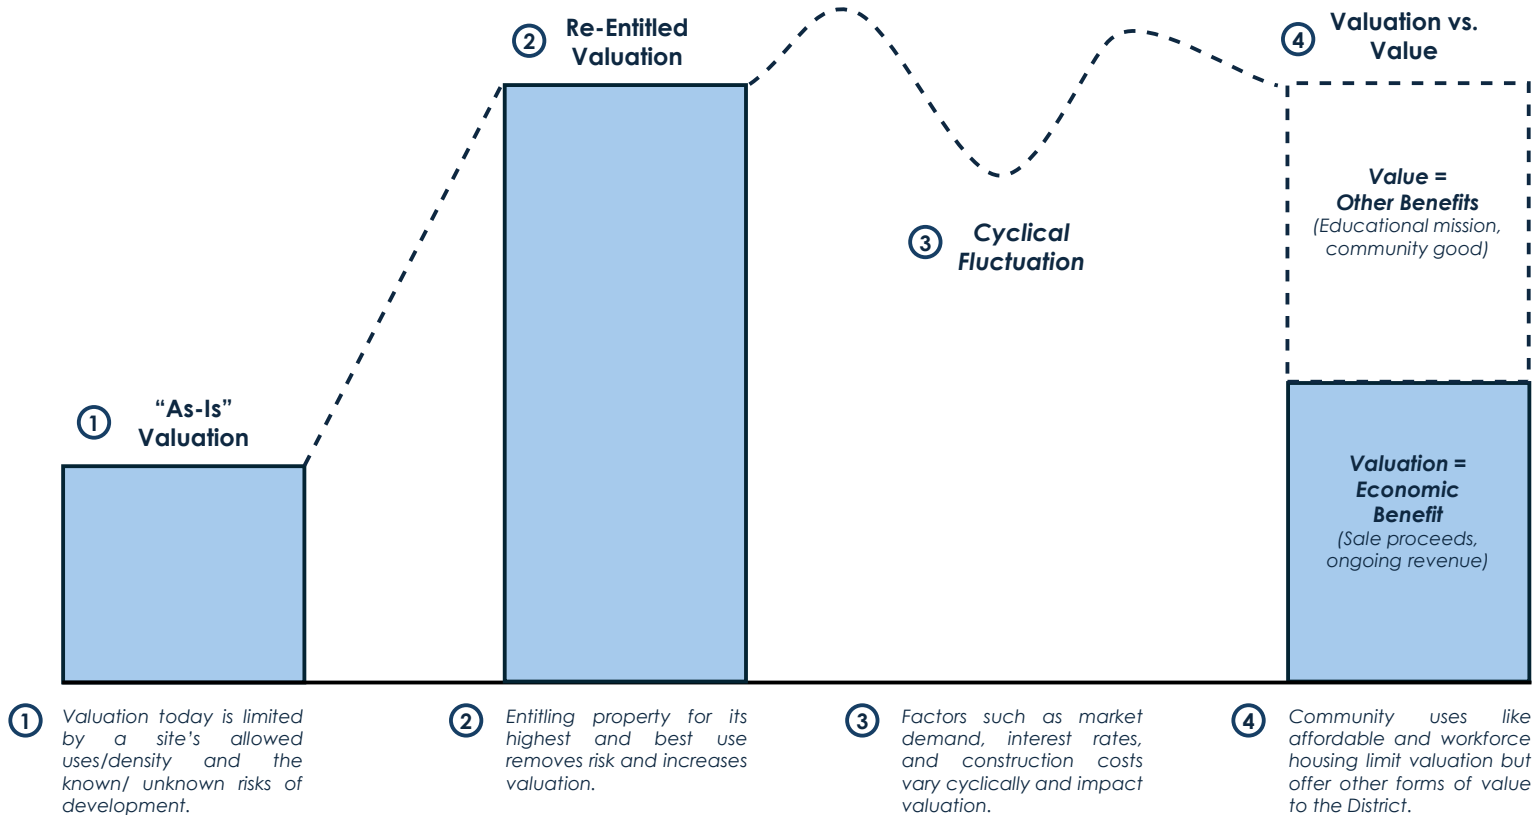 2
Re-Entitled
Valuation
4
Valuation vs.
Value
Value =
Other Benefits
(Educational mission,
community good)
3
Cyclical
Fluctuation
1
“As-Is”
Valuation
Valuation =
Economic
Benefit
(Sale proceeds,
ongoing revenue)
1
Valuation today is limited
by a site’s allowed
uses/density and the
known/ unknown risks of
development.
2
Entitling property for its
highest and best use
removes risk and increases
valuation.
3
Factors such as market
demand, interest rates,
and construction costs
vary cyclically and impact
valuation.
4
Community uses like
affordable and workforce
housing limit valuation but
offer other forms of value
to the District.